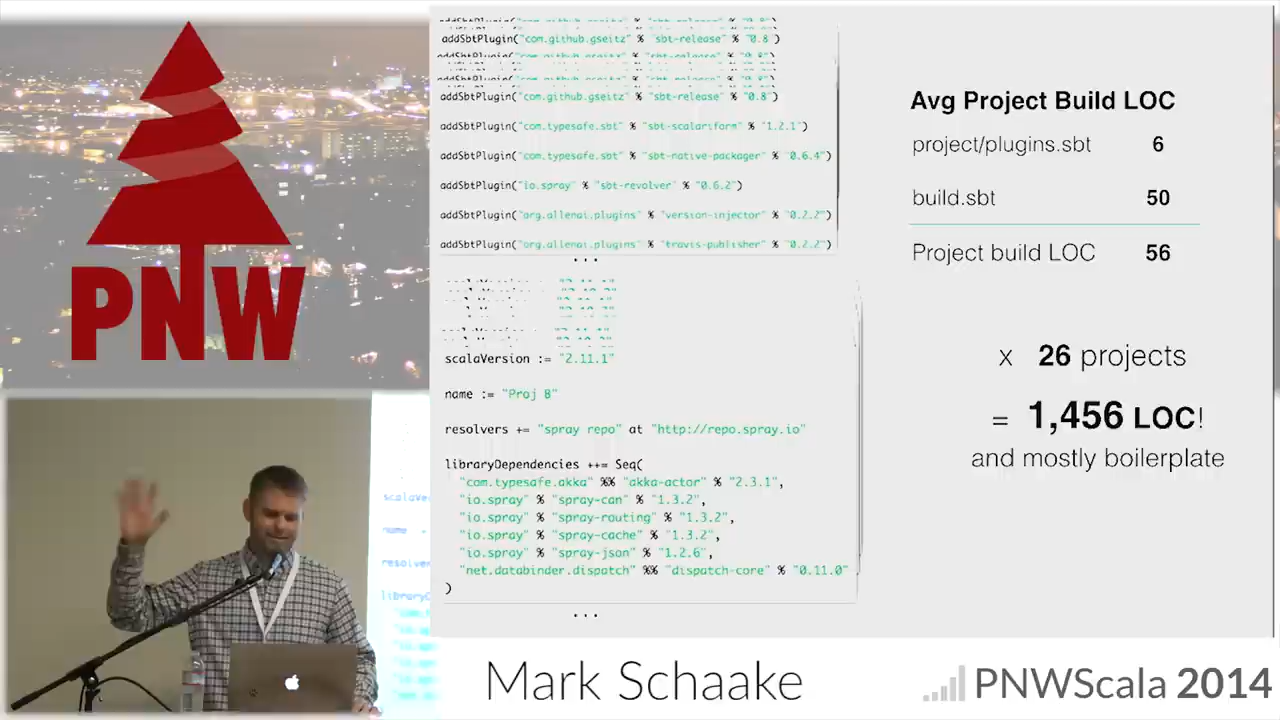 PNW
addSbtPlugin("com.github.gseitz" % "sbt-release" % "0.8")
addSbtPlugin("com.github.gseitz" % "sbt-release" % "0.8")
addSbtPlugin("com.typesafe.sbt" % "sbt-scalariform" % "1.2.1")
addSbtPlugin("com.typesafe.sbt" % "sbt-native-packager" % "0.6.4")
addSbtPlugin("io.spray" % "sbt-revolver" % "0.6.2")
addSbtPlugin("org.allenai.plugins" % "version-injector" % "0.2.2")
addSbtPlugin("org.allenai.plugins" % "travis-publisher" % "0.2.2")
...
scalaVersion := "2.11.1"
name := "Proj 8"
resolvers += "spray repo" at "http://repo.spray.io"
libraryDependencies ++= Seq(
"com.typesafe.akka" %% "akka-actor" % "2.3.1",
"io.spray" % "spray-can" % "1.3.2",
"io.spray" % "spray-routing" % "1.3.2",
"io.spray" % "spray-cache" % "1.3.2",
"io.spray" % "spray-json" % "1.2.6",
"net.databinder.dispatch" %% "dispatch-core" % "0.11.0"
)
...
Avg Project Build LOC
project/plugins.sbt 6
build.sbt 50
Project build LOC 56
x 26 projects
= 1,456 LOC!
and mostly boilerplate
Mark Schaake
PNWScala 2014